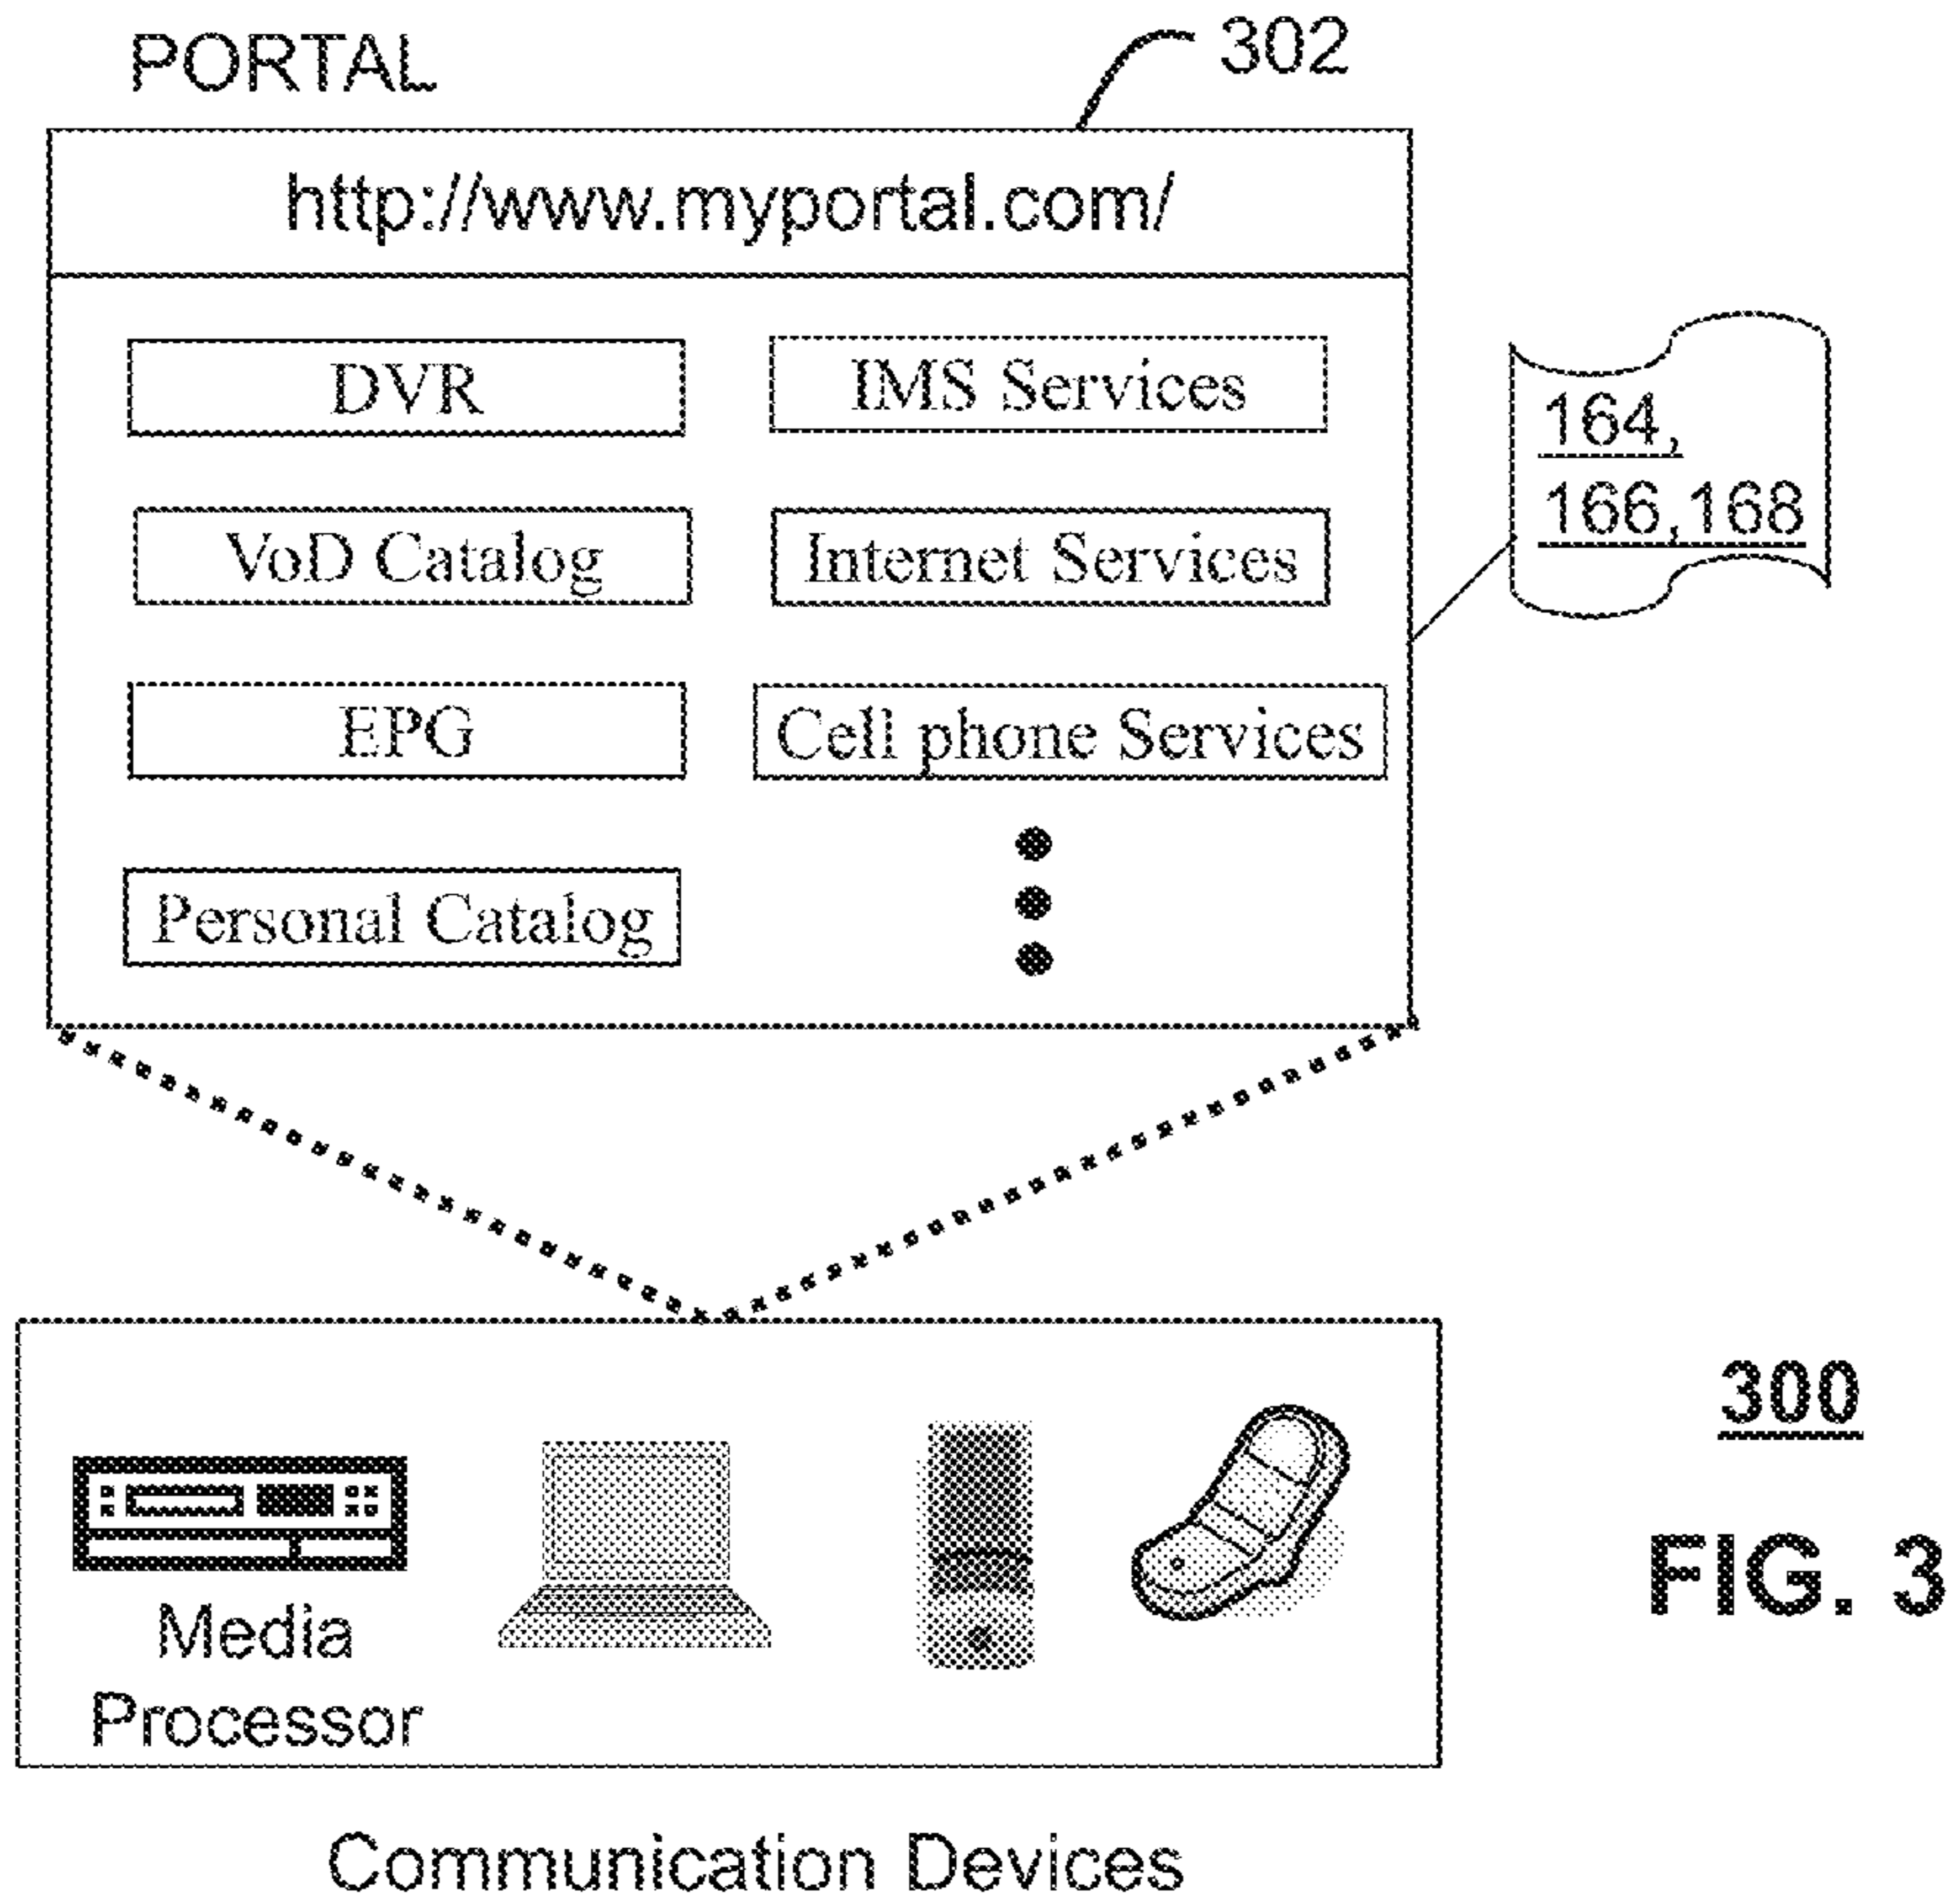 PORTAL
302
http://www.myportal.com/
DVR
IMS Services
164,
166,168
VoD Catalog
Internet Services
EPG
Cell phone Services
Personal Catalog
300
FIG. 3
Media
Processor
Communication Devices